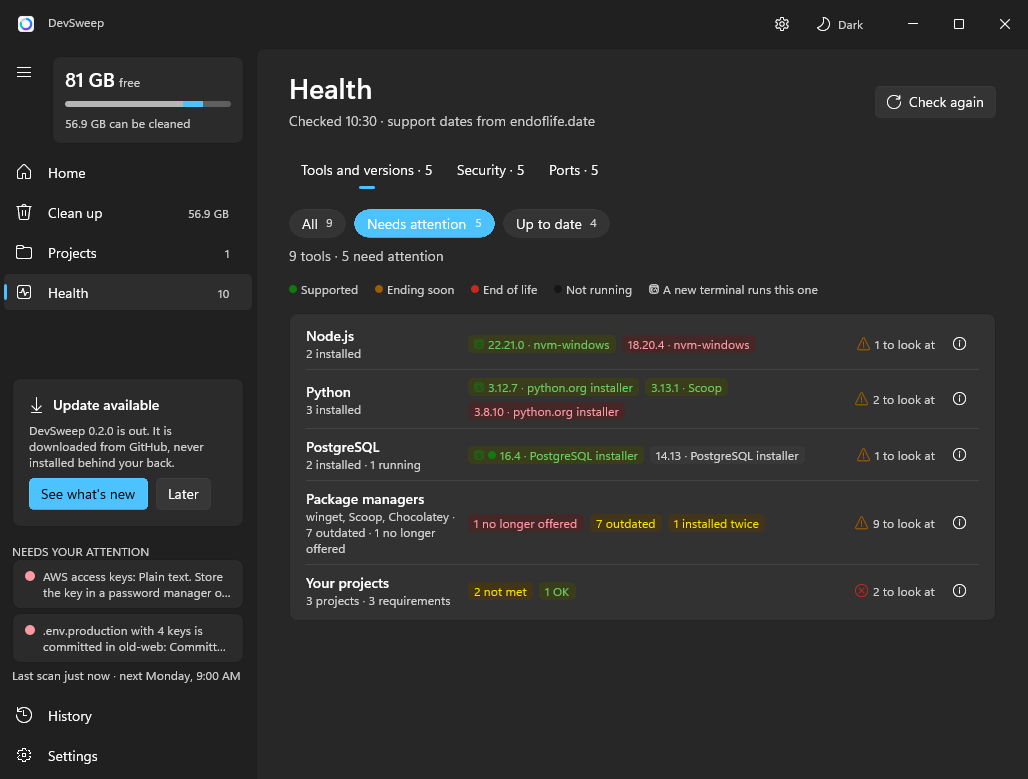 DevSweep
Dark
81 GB free
56.9 GB can be cleaned
Home
Clean up 56.9 GB
Projects 1
Health 10
Update available
DevSweep 0.2.0 is out. It is
downloaded from GitHub, never
installed behind your back.
See what's new Later
NEEDS YOUR ATTENTION
AWS access keys: Plain text. Store
the key in a password manager o...
.env.production with 4 keys is
committed in old-web: Committ...
Last scan just now · next Monday, 9:00 AM
History
Settings
Health
Checked 10:30 · support dates from endoflife.date
Check again
Tools and versions · 5 Security · 5 Ports · 5
All 9 Needs attention 5 Up to date 4
9 tools · 5 need attention
Supported Ending soon End of life Not running A new terminal runs this one
Node.js
2 installed
22.21.0 · nvm-windows 18.20.4 · nvm-windows
1 to look at
Python
3 installed
3.12.7 · python.org installer 3.13.1 · Scoop
3.8.10 · python.org installer
2 to look at
PostgreSQL
2 installed · 1 running
16.4 · PostgreSQL installer 14.13 · PostgreSQL installer
1 to look at
Package managers
winget, Scoop, Chocolatey ·
7 outdated · 1 no longer
offered
1 no longer offered 7 outdated 1 installed twice
9 to look at
Your projects
3 projects · 3 requirements
2 not met 1 OK
2 to look at